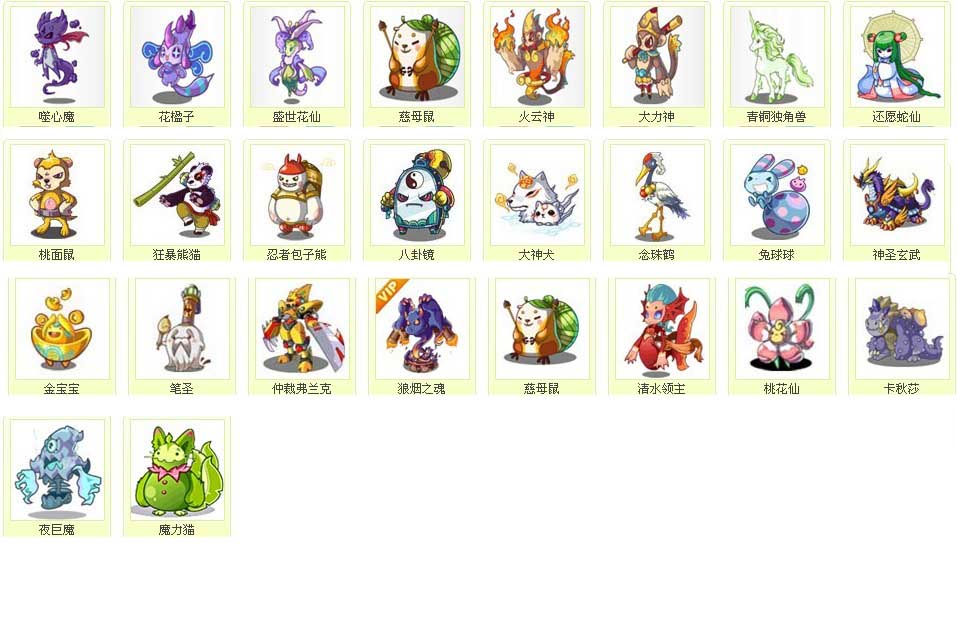 噬心魔 花楹子 盛世花仙 慈母鼠 火云神 大力神 青铜独角兽 还愿蛇仙
桃面鼠 狂暴熊猫 忍者包子熊 八卦镜 大神犬 念珠鹤 兔球球 神圣玄武
VIP
金宝宝 笔圣 仲裁弗兰克 狼烟之魂 慈母鼠 清水领主 桃花仙 卡秋莎
夜巨魔 魔力猫